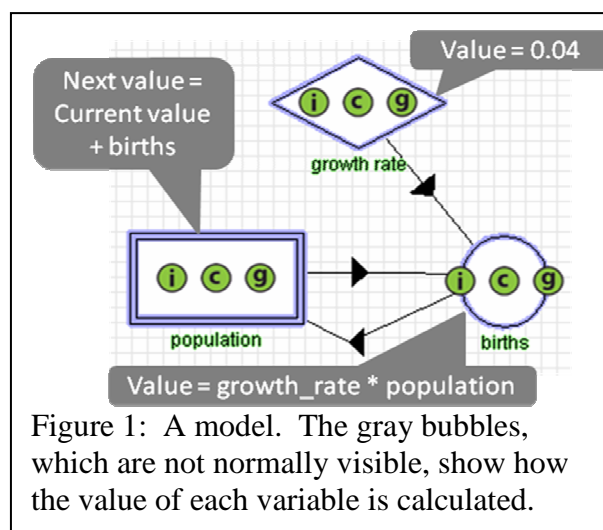 Value = 0.04
Next value =
Current value
+ births
i c g
growth rate
i c g
population
i c g
births
Value = growth_rate * population
Figure 1:  A model.  The gray bubbles,
which are not normally visible, show how
the value of each variable is calculated.